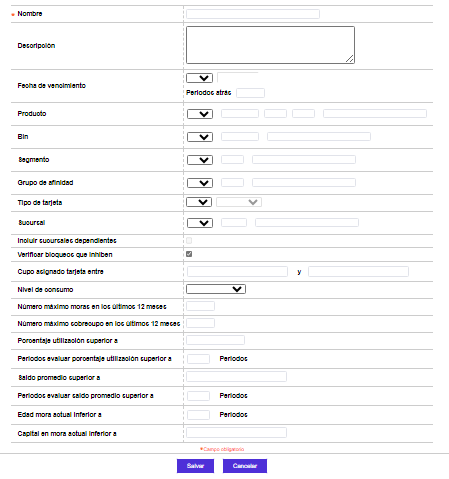 * Nombre
Descripción
Fecha de vencimiento
Periodos atrás
Producto
Bin
Segmento
Grupo de afinidad
Tipo de tarjeta
Sucursal
Incluir sucursales dependientes
Verificar bloqueos que inhiben
Cupo asignado tarjeta entre y
Nivel de consumo
Número máximo moras en los últimos 12 meses
Número máximo sobrecupo en los últimos 12 meses
Porcentaje utilización superior a
Periodos evaluar porcentaje utilización superior a Periodos
Saldo promedio superior a
Periodos evaluar saldo promedio superior a Periodos
Edad mora actual inferior a Periodos
Capital en mora actual inferior a
* Campo obligatorio
Salvar Cancelar